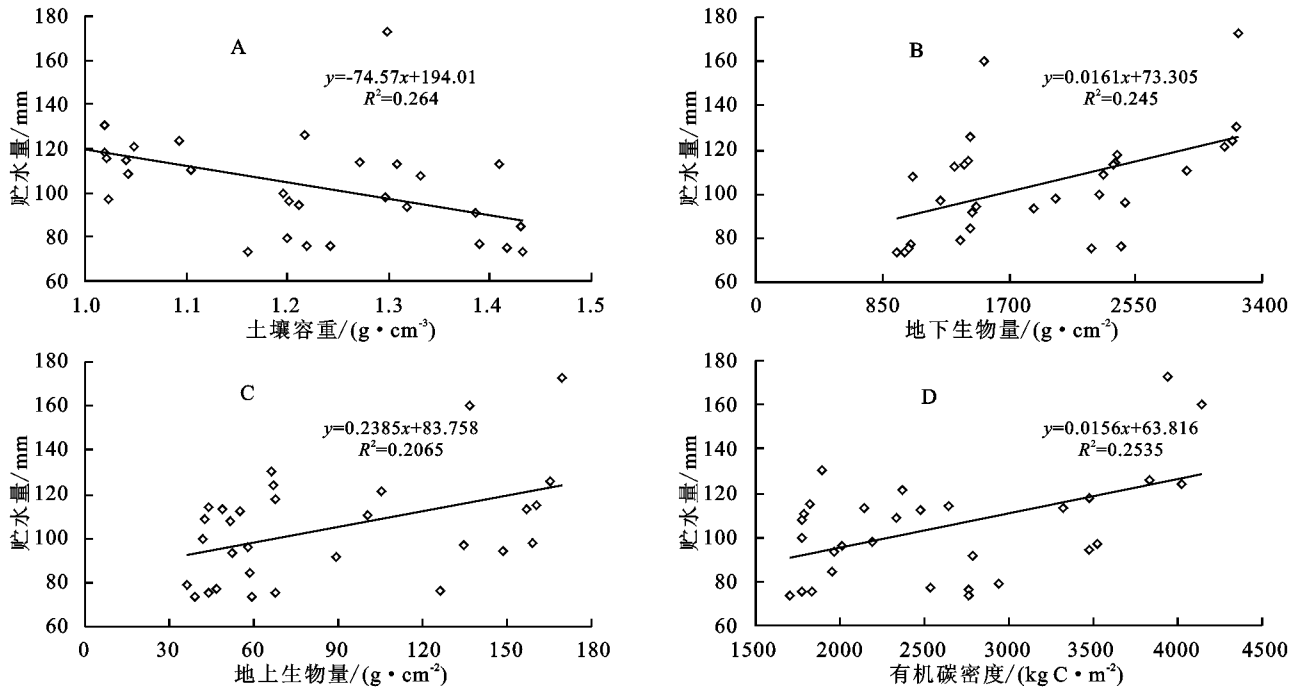 180
160
140
120
100
80
60
贮水量/mm
A
y=-74.57x+194.01
R²=0.264
1.0 1.1 1.2 1.3 1.4 1.5
土壤容重/(g·cm⁻³)
180
160
140
120
100
80
60
贮水量/mm
B
y=0.0161x+73.305
R²=0.245
0 850 1700 2550 3400
地下生物量/(g·cm⁻²)
180
160
140
120
100
80
60
贮水量/mm
C
y=0.2385x+83.758
R²=0.2065
0 30 60 90 120 150 180
地上生物量/(g·cm⁻²)
180
160
140
120
100
80
60
贮水量/mm
D
y=0.0156x+63.816
R²=0.2535
1500 2000 2500 3000 3500 4000 4500
有机碳密度/(kg C·m⁻²)